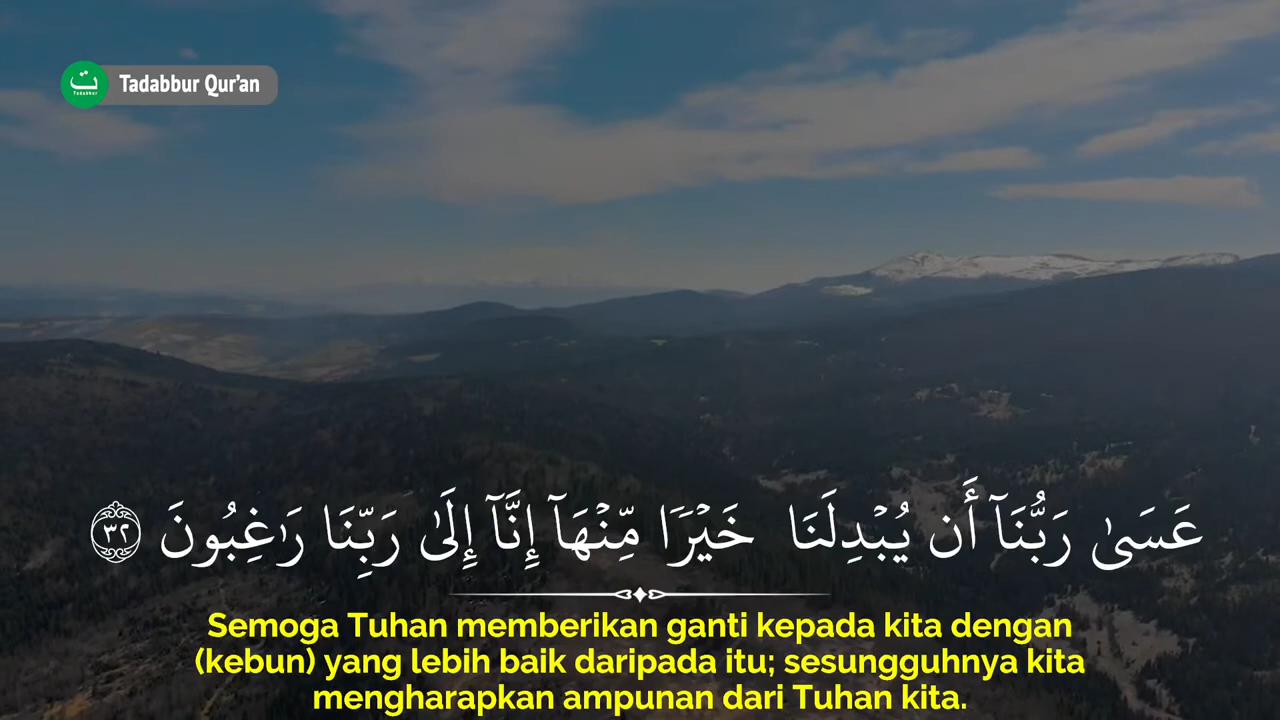 ت
Tadabbur
Tadabbur Qur'an
عَسَىٰ رَبُّنَآ أَن يُبْدِلَنَا خَيْرًا مِّنْهَآ إِنَّآ إِلَىٰ رَبِّنَا رَٰغِبُونَ ٣٢
Semoga Tuhan memberikan ganti kepada kita dengan
(kebun) yang lebih baik daripada itu; sesungguhnya kita
mengharapkan ampunan dari Tuhan kita.